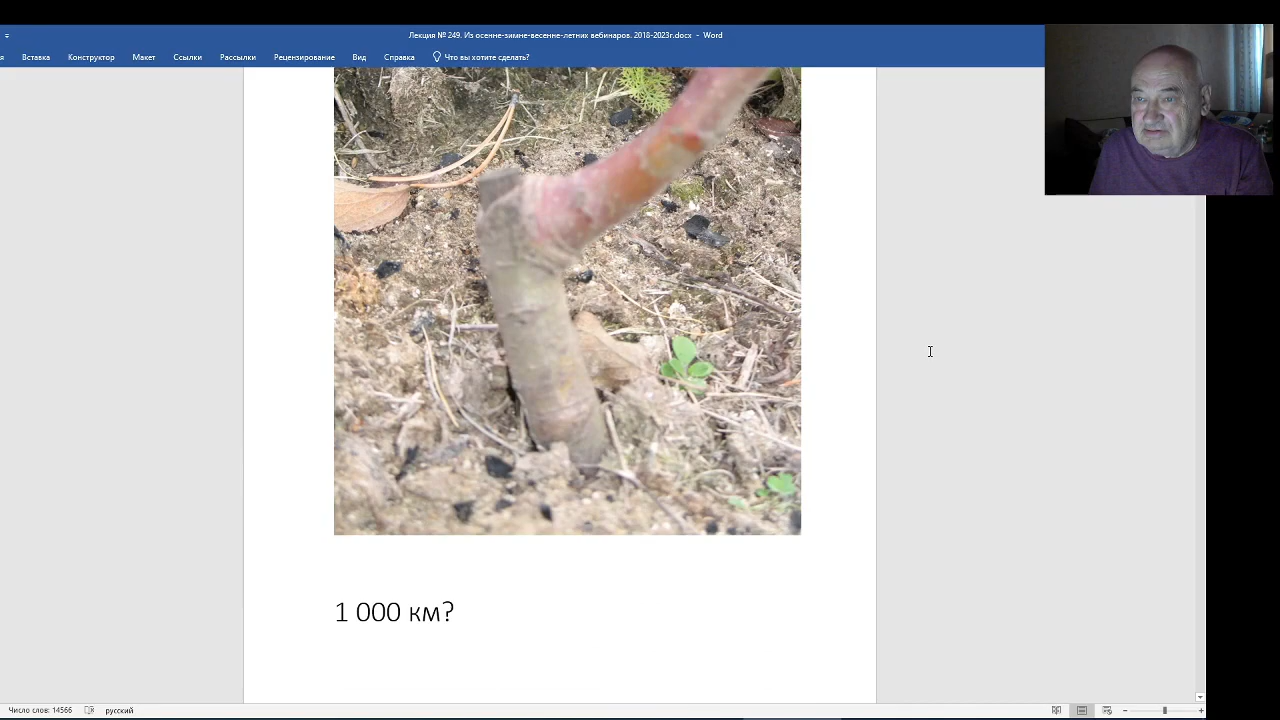 Лекция № 249. Из осенне-зимне-весенне-летних вебинаров. 2018-2023г.docx - Word
Вставка Конструктор Макет Ссылки Рассылки Рецензирование Вид Справка Что вы хотите сделать?
1 000 км?
Число слов: 14566 русский